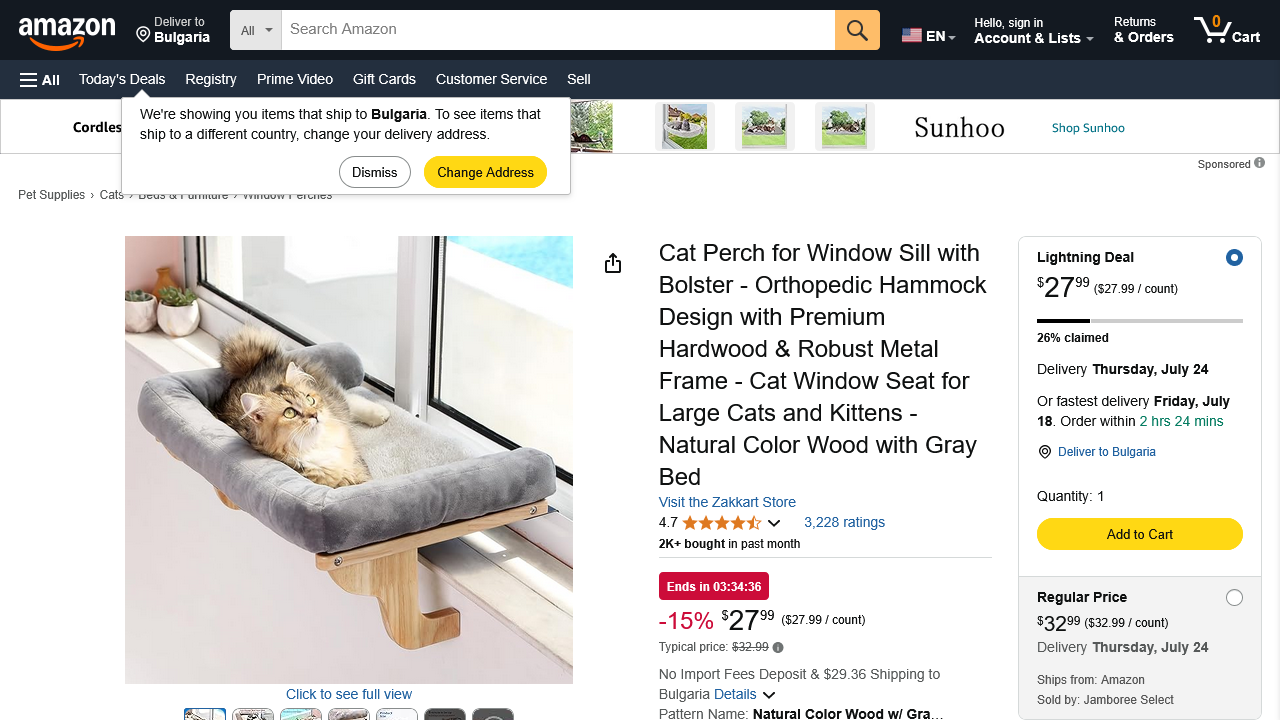 amazon
Deliver to
Bulgaria
All
Search Amazon
EN
Hello, sign in
Account & Lists
Returns
& Orders
0
Cart
All
Today's Deals
Registry
Prime Video
Gift Cards
Customer Service
Sell
We're showing you items that ship to Bulgaria. To see items that
ship to a different country, change your delivery address.
Dismiss
Change Address
Cordles
Sunhoo
Shop Sunhoo
Sponsored
Pet Supplies › Cats › Beds & Furniture › Window Perches
Click to see full view
Cat Perch for Window Sill with
Bolster - Orthopedic Hammock
Design with Premium
Hardwood & Robust Metal
Frame - Cat Window Seat for
Large Cats and Kittens -
Natural Color Wood with Gray
Bed
Visit the Zakkart Store
4.7 3,228 ratings
2K+ bought in past month
Ends in 03:34:36
-15% $2799 ($27.99 / count)
Typical price: $32.99
No Import Fees Deposit & $29.36 Shipping to
Bulgaria Details
Pattern Name: Natural Color Wood w/ Gra...
Lightning Deal
$2799 ($27.99 / count)
26% claimed
Delivery Thursday, July 24
Or fastest delivery Friday, July
18. Order within 2 hrs 24 mins
Deliver to Bulgaria
Quantity: 1
Add to Cart
Regular Price
$3299 ($32.99 / count)
Delivery Thursday, July 24
Ships from: Amazon
Sold by: Jamboree Select